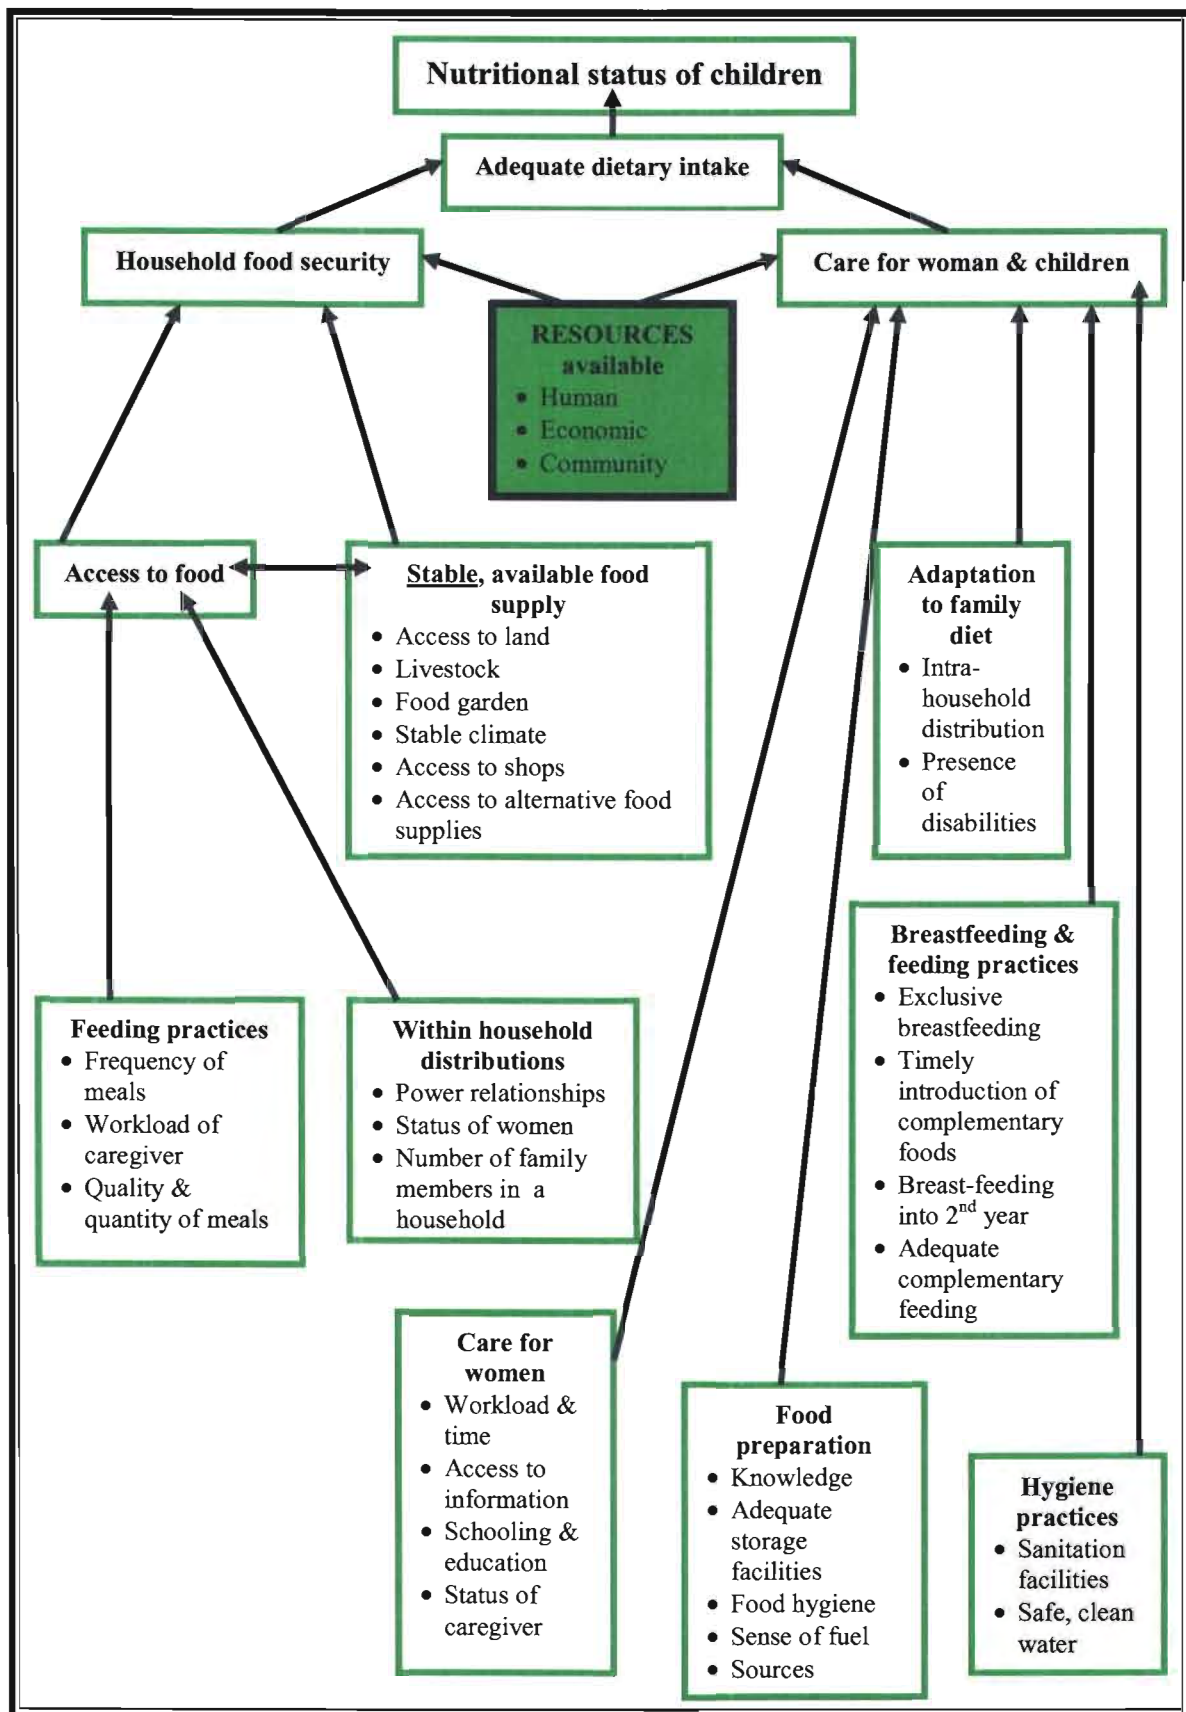 Nutritional status of children
Adequate dietary intake
Household food security
Care for woman & children
RESOURCES
available
• Human
• Economic
• Community
Access to food
Stable, available food
supply
• Access to land
• Livestock
• Food garden
• Stable climate
• Access to shops
• Access to alternative food
supplies
Adaptation
to family
diet
• Intra-
household
distribution
• Presence
of
disabilities
Breastfeeding &
feeding practices
• Exclusive
breastfeeding
• Timely
introduction of
complementary
foods
• Breast-feeding
into 2nd year
• Adequate
complementary
feeding
Feeding practices
• Frequency of
meals
• Workload of
caregiver
• Quality &
quantity of meals
Within household
distributions
• Power relationships
• Status of women
• Number of family
members in a
household
Care for
women
• Workload &
time
• Access to
information
• Schooling &
education
• Status of
caregiver
Food
preparation
• Knowledge
• Adequate
storage
facilities
• Food hygiene
• Sense of fuel
• Sources
Hygiene
practices
• Sanitation
facilities
• Safe, clean
water